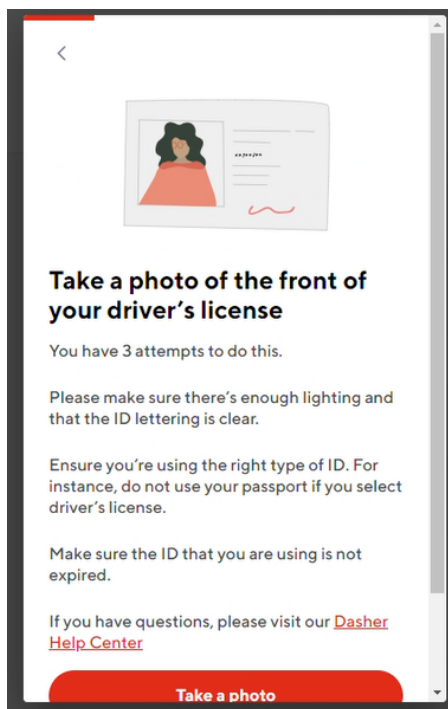 Take a photo of the front of
your driver’s license
You have 3 attempts to do this.
Please make sure there’s enough lighting and
that the ID lettering is clear.
Ensure you’re using the right type of ID. For
instance, do not use your passport if you select
driver’s license.
Make sure the ID that you are using is not
expired.
If you have questions, please visit our Dasher
Help Center
Take a photo